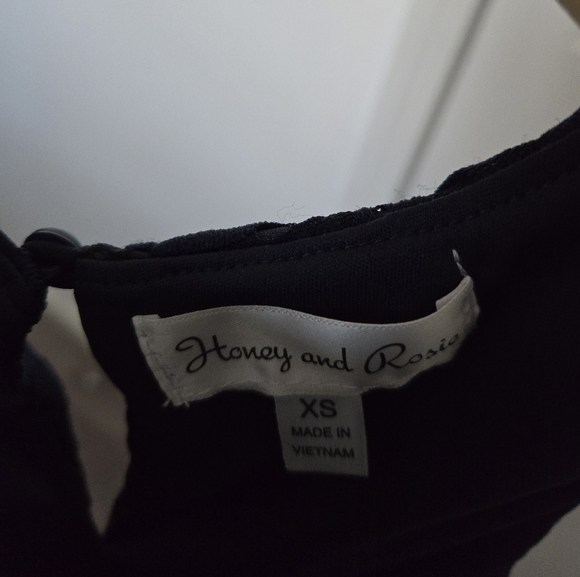 Honey and Rosie
XS
MADE IN
VIETNAM